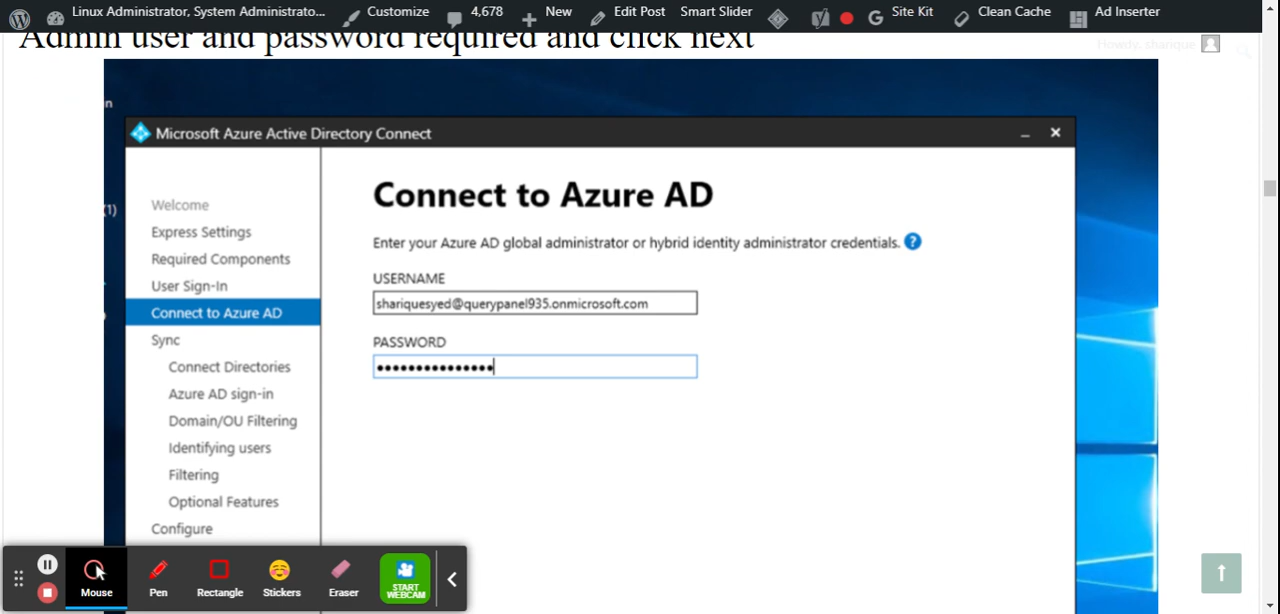 Linux Administrator, System Administrato...
Customize
4,678
New
Edit Post
Smart Slider
Site Kit
Clean Cache
Ad Inserter
Admin user and password required and click next
Howdy, sharique
n
Microsoft Azure Active Directory Connect
(1)
Welcome
Express Settings
Required Components
User Sign-In
Connect to Azure AD
Sync
Connect Directories
Azure AD sign-in
Domain/OU Filtering
Identifying users
Filtering
Optional Features
Configure
Connect to Azure AD
Enter your Azure AD global administrator or hybrid identity administrator credentials. ?
USERNAME
shariquesyed@querypanel935.onmicrosoft.com
PASSWORD
•••••••••••••••
Mouse
Pen
Rectangle
Stickers
Eraser
START
WEBCAM